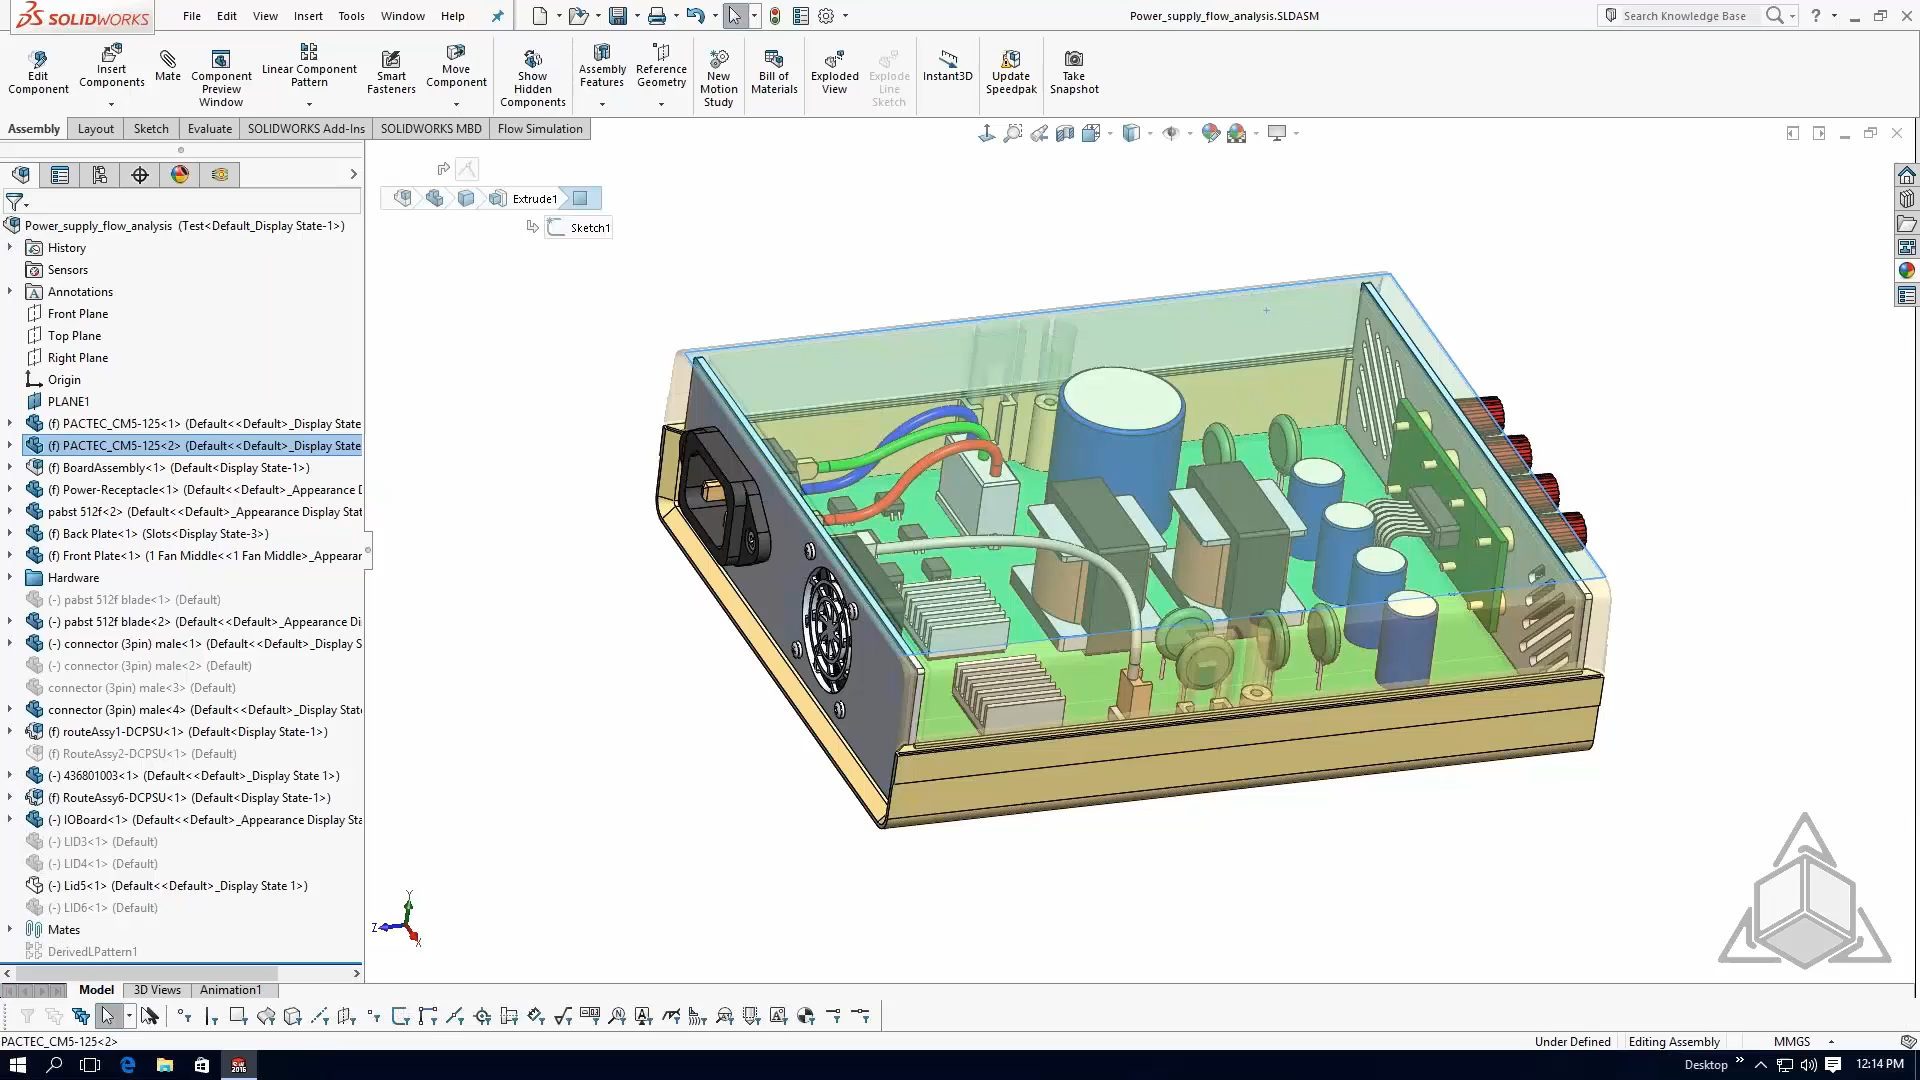 SOLIDWORKS
File Edit View Insert Tools Window Help
Power_supply_flow_analysis.SLDASM
Search Knowledge Base
?
Edit Component
Insert Components
Mate
Component Preview Window
Linear Component Pattern
Smart Fasteners
Move Component
Show Hidden Components
Assembly Features
Reference Geometry
New Motion Study
Bill of Materials
Exploded View
Explode Line Sketch
Instant3D
Update Speedpak
Take Snapshot
Assembly Layout Sketch Evaluate SOLIDWORKS Add-Ins SOLIDWORKS MBD Flow Simulation
Extrude1
Sketch1
Power_supply_flow_analysis (Test<Default_Display State-1>)
History
Sensors
Annotations
Front Plane
Top Plane
Right Plane
Origin
PLANE1
(f) PACTEC_CM5-125<1> (Default<<Default>_Display State
(f) PACTEC_CM5-125<2> (Default<<Default>_Display State
(f) BoardAssembly<1> (Default<Display State-1>)
(f) Power-Receptacle<1> (Default<<Default>_Appearance D
pabst 512f<2> (Default<<Default>_Appearance Display Stat
(f) Back Plate<1> (Slots<Display State-3>)
(f) Front Plate<1> (1 Fan Middle<<1 Fan Middle>_Appearan
Hardware
(-) pabst 512f blade<1> (Default)
(-) pabst 512f blade<2> (Default<<Default>_Appearance Di
(-) connector (3pin) male<1> (Default<<Default>_Display S
(-) connector (3pin) male<2> (Default)
connector (3pin) male<3> (Default)
connector (3pin) male<4> (Default<<Default>_Display Stat
(f) routeAssy1-DCPSU<1> (Default<Display State-1>)
(f) RouteAssy2-DCPSU<1> (Default)
(-) 436801003<1> (Default<<Default>_Display State 1>)
(f) RouteAssy6-DCPSU<1> (Default<Display State-1>)
(-) IOBoard<1> (Default<<Default>_Appearance Display Sta
(-) LID3<1> (Default)
(-) LID4<1> (Default)
(-) Lid5<1> (Default<<Default>_Display State 1>)
(-) LID6<1> (Default)
Mates
DerivedLPattern1
Y
Z
X
Model 3D Views Animation1
PACTEC_CM5-125<2>
Under Defined Editing Assembly MMGS
Desktop 12:14 PM